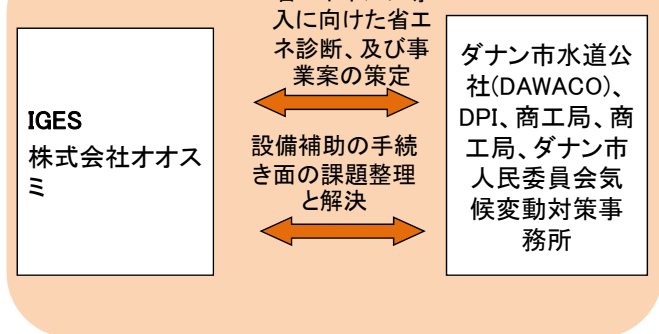 入に向けた省エ
ネ診断、及び事
業案の策定
IGES
株式会社オオス
ミ
設備補助の手続
き面の課題整理
と解決
ダナン市水道公
社(DAWACO)、
DPI、商工局、商
工局、ダナン市
人民委員会気
候変動対策事
務所